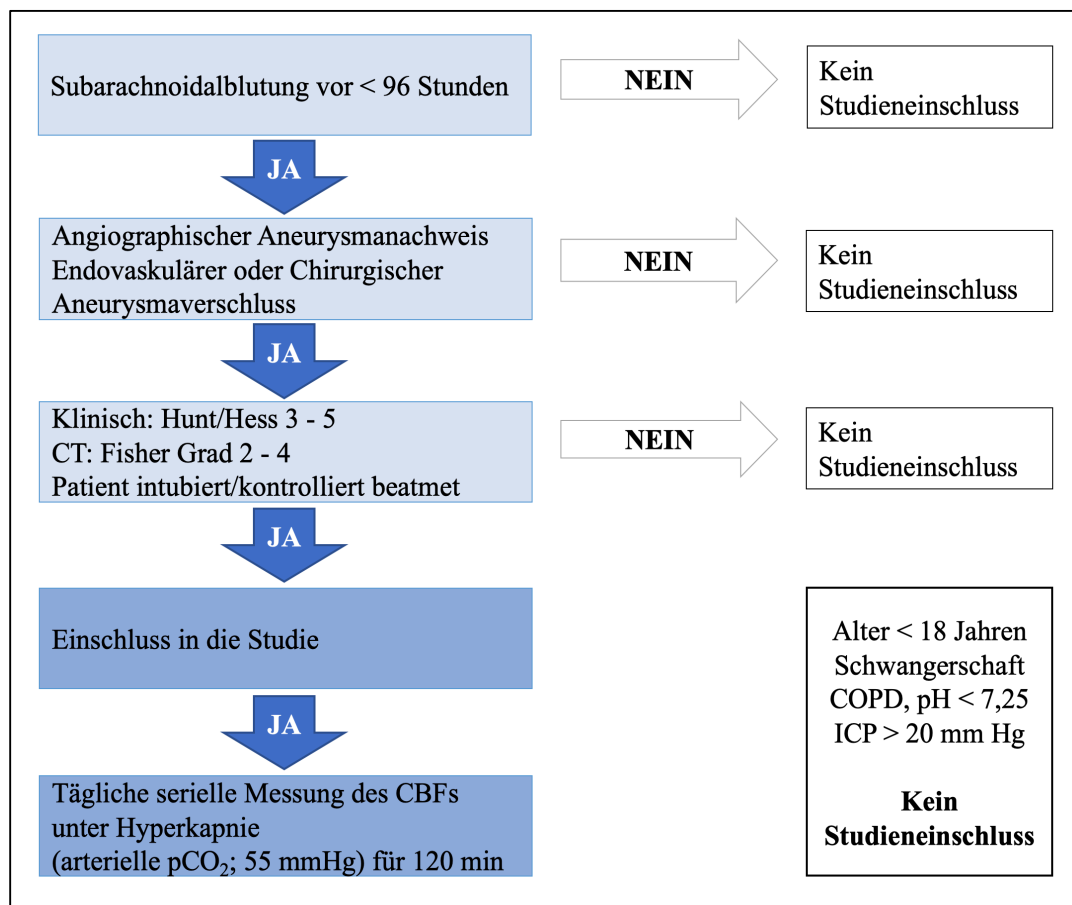 Subarachnoidalblutung vor < 96 Stunden
NEIN
Kein
Studieneinschluss
JA
Angiographischer Aneurysmanachweis
Endovaskulärer oder Chirurgischer
Aneurysmaverschluss
NEIN
Kein
Studieneinschluss
JA
Klinisch: Hunt/Hess 3 - 5
CT: Fisher Grad 2 - 4
Patient intubiert/kontrolliert beatmet
NEIN
Kein
Studieneinschluss
JA
Einschluss in die Studie
JA
Tägliche serielle Messung des CBFs
unter Hyperkapnie
(arterielle pCO₂; 55 mmHg) für 120 min
Alter < 18 Jahren
Schwangerschaft
COPD, pH < 7,25
ICP > 20 mm Hg
Kein
Studieneinschluss